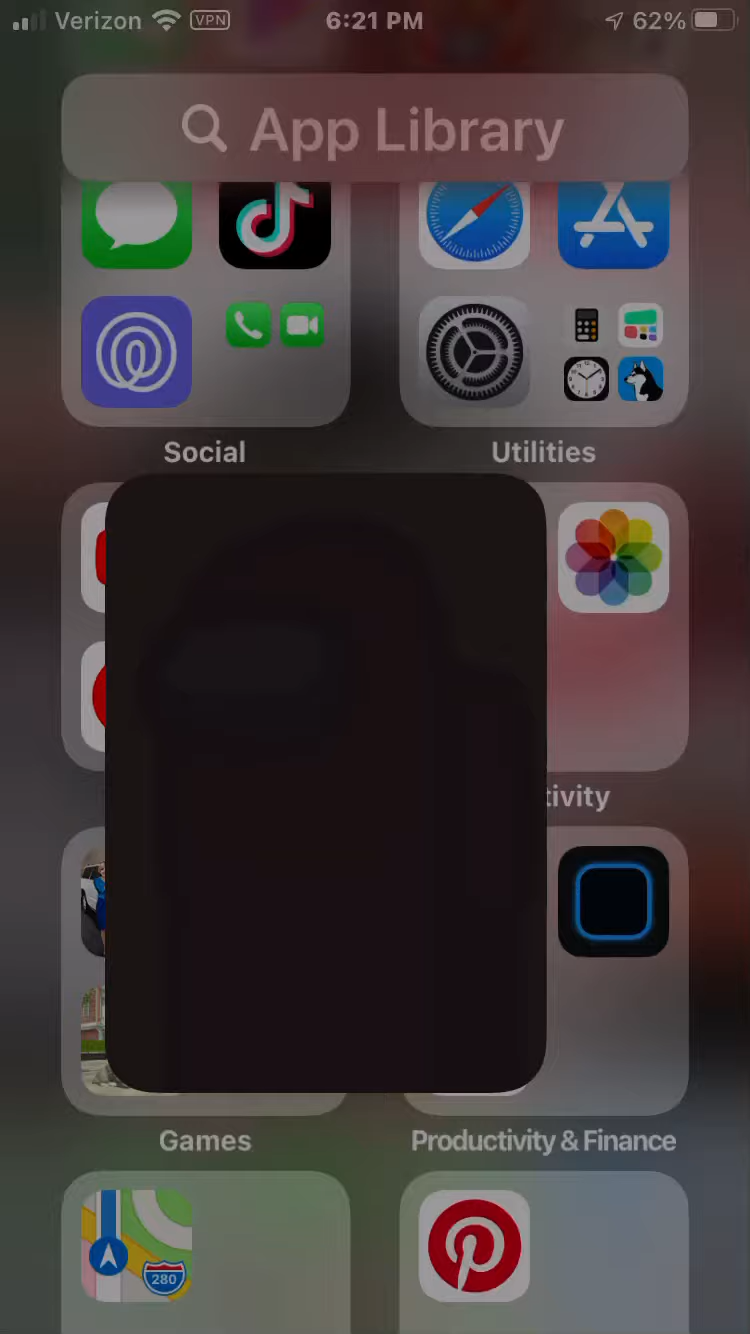 Verizon VPN 6:21 PM 62%
App Library
Social Utilities
tivity
Games Productivity & Finance
280